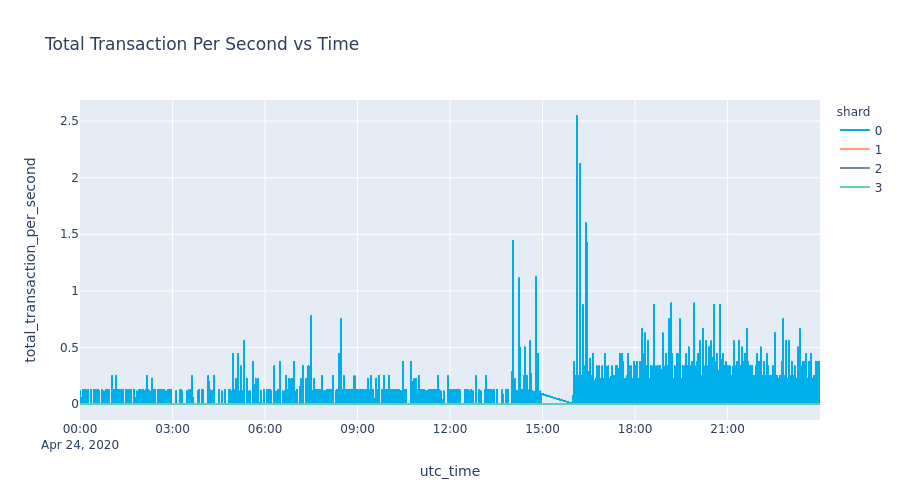 Total Transaction Per Second vs Time
total_transaction_per_second
2.5
2
1.5
1
0.5
0
00:00 03:00 06:00 09:00 12:00 15:00 18:00 21:00
Apr 24, 2020
utc_time
shard
0
1
2
3